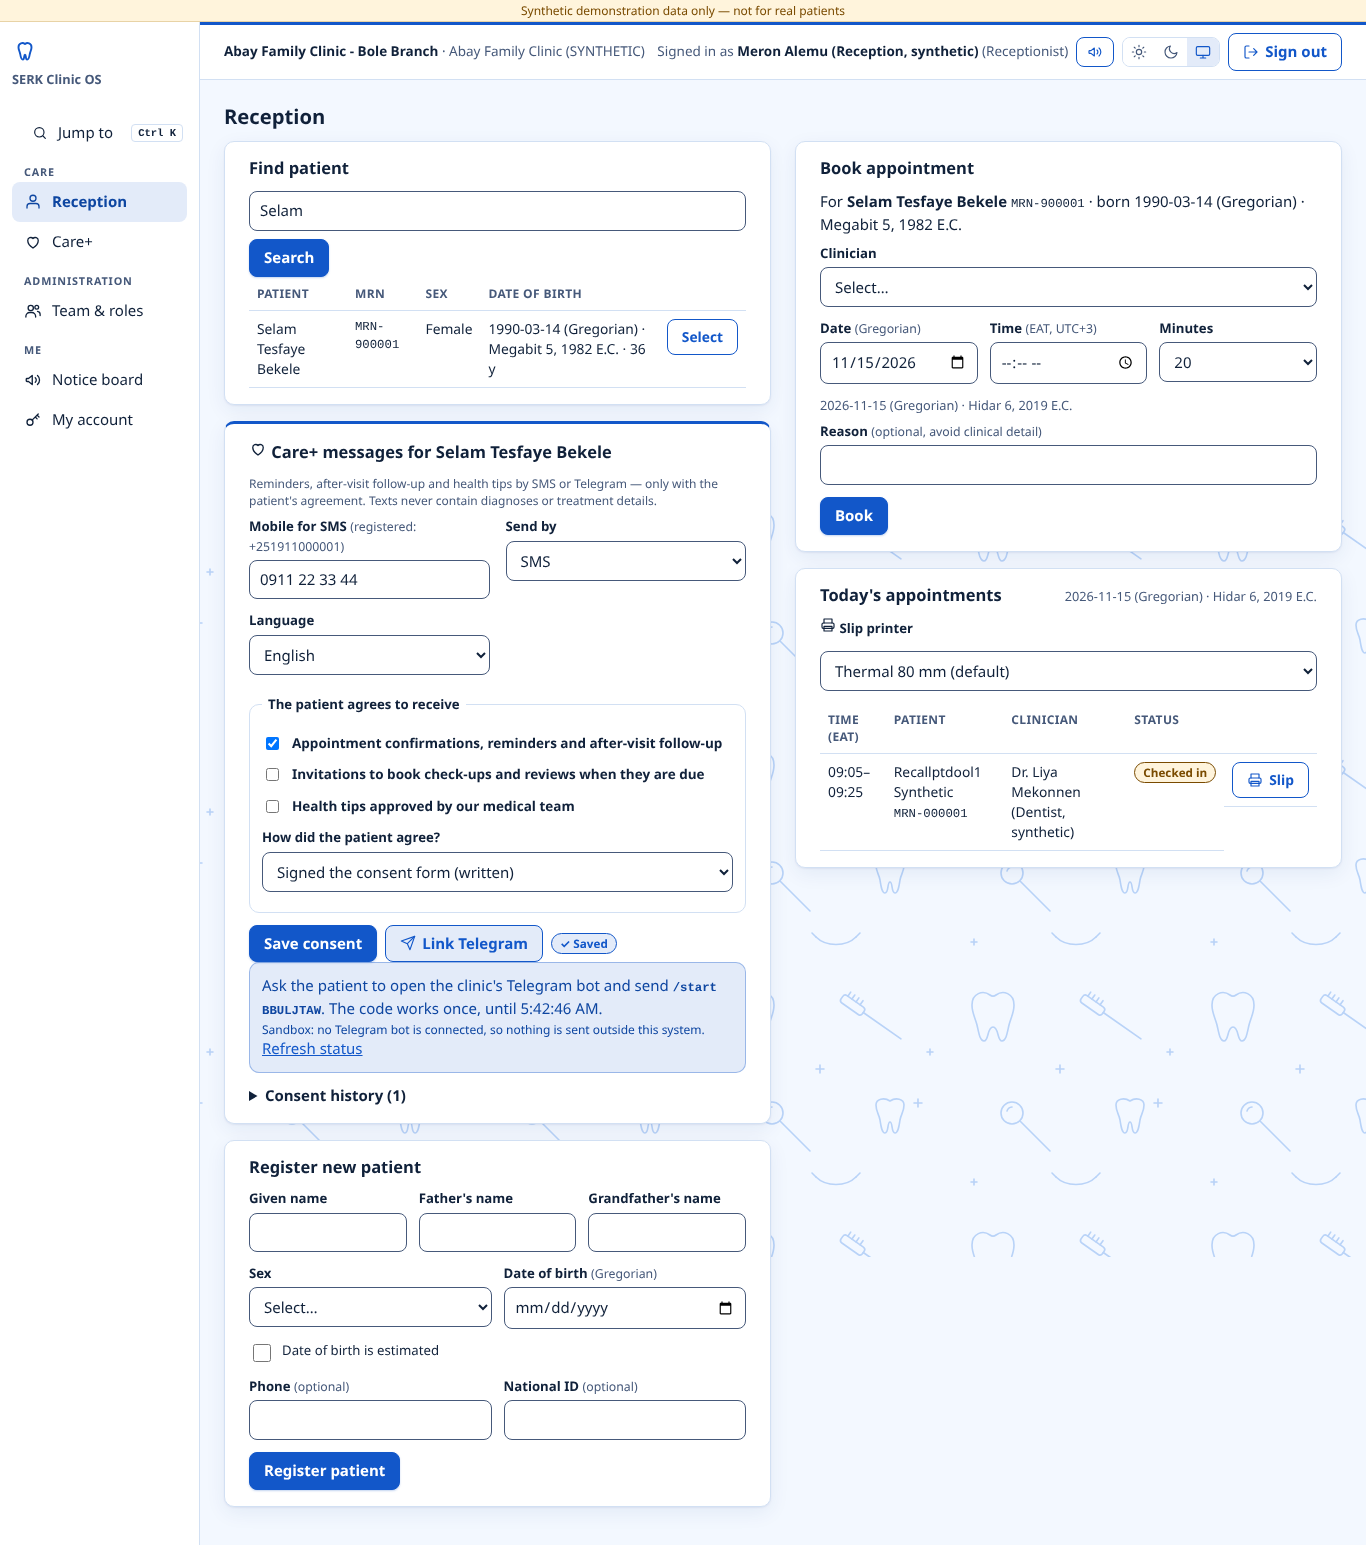 Synthetic demonstration data only — not for real patients
SERK Clinic OS
Jump to Ctrl K
CARE
Reception
Care+
ADMINISTRATION
Team & roles
ME
Notice board
My account
Abay Family Clinic - Bole Branch · Abay Family Clinic (SYNTHETIC) Signed in as Meron Alemu (Reception, synthetic) (Receptionist) Sign out
Reception
Find patient
Selam
Search
PATIENT MRN SEX DATE OF BIRTH
Selam Tesfaye Bekele
MRN-900001
Female
1990-03-14 (Gregorian) ·
Megabit 5, 1982 E.C. · 36
y
Select
Care+ messages for Selam Tesfaye Bekele
Reminders, after-visit follow-up and health tips by SMS or Telegram — only with the
patient's agreement. Texts never contain diagnoses or treatment details.
Mobile for SMS (registered:
+251911000001)
0911 22 33 44
Send by
SMS
Language
English
The patient agrees to receive
Appointment confirmations, reminders and after-visit follow-up
Invitations to book check-ups and reviews when they are due
Health tips approved by our medical team
How did the patient agree?
Signed the consent form (written)
Save consent
Link Telegram
✓ Saved
Ask the patient to open the clinic's Telegram bot and send /start
BBULJTAW. The code works once, until 5:42:46 AM.
Sandbox: no Telegram bot is connected, so nothing is sent outside this system.
Refresh status
Consent history (1)
Register new patient
Given name Father's name Grandfather's name
Sex
Select...
Date of birth (Gregorian)
mm/dd/yyyy
Date of birth is estimated
Phone (optional) National ID (optional)
Register patient
Book appointment
For Selam Tesfaye Bekele MRN-900001 · born 1990-03-14 (Gregorian) ·
Megabit 5, 1982 E.C.
Clinician
Select...
Date (Gregorian) Time (EAT, UTC+3) Minutes
11/15/2026 --:-- -- 20
2026-11-15 (Gregorian) · Hidar 6, 2019 E.C.
Reason (optional, avoid clinical detail)
Book
Today's appointments 2026-11-15 (Gregorian) · Hidar 6, 2019 E.C.
Slip printer
Thermal 80 mm (default)
TIME (EAT) PATIENT CLINICIAN STATUS
09:05–
09:25
Recallptdool1
Synthetic
MRN-000001
Dr. Liya
Mekonnen
(Dentist,
synthetic)
Checked in
Slip